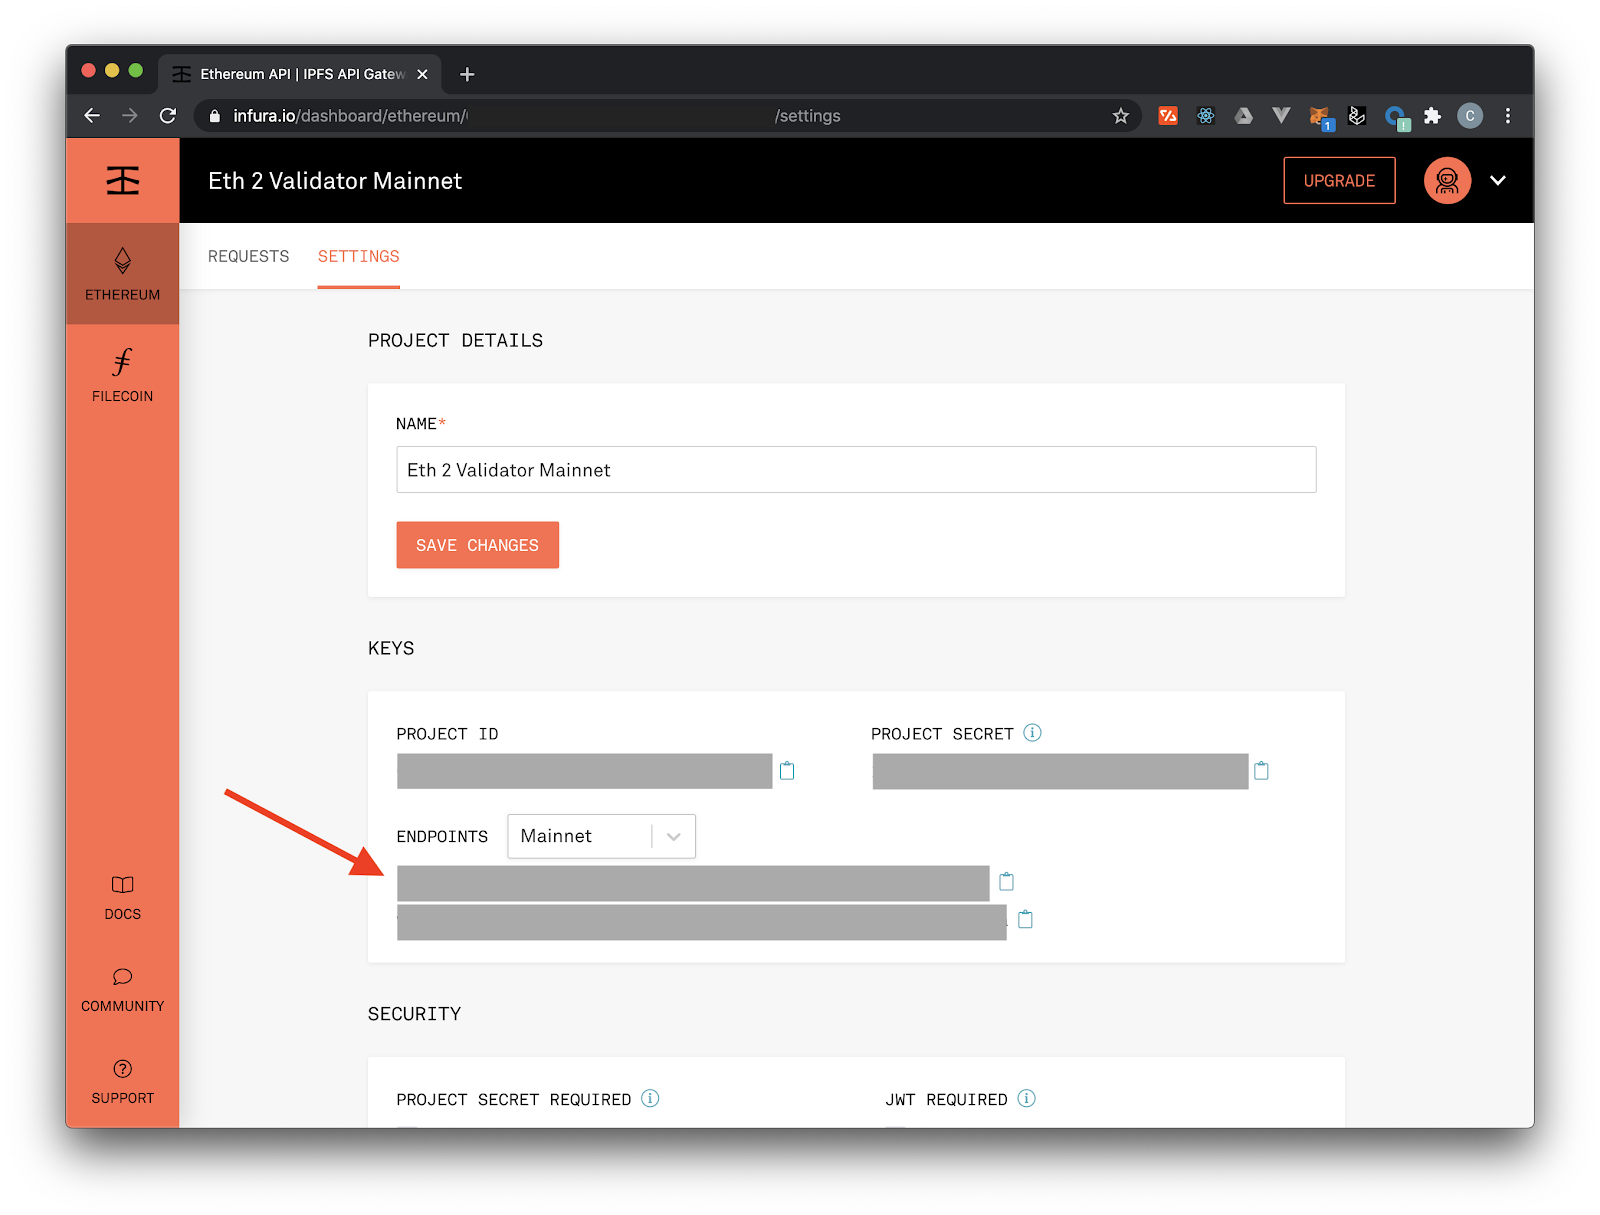 Ethereum API | IPFS API Gatew
infura.io/dashboard/ethereum/ /settings
1
C
Eth 2 Validator Mainnet
UPGRADE
REQUESTS SETTINGS
ETHEREUM
FILECOIN
PROJECT DETAILS
NAME*
Eth 2 Validator Mainnet
SAVE CHANGES
KEYS
PROJECT ID
PROJECT SECRET
ENDPOINTS Mainnet
DOCS
COMMUNITY
SUPPORT
SECURITY
PROJECT SECRET REQUIRED
JWT REQUIRED